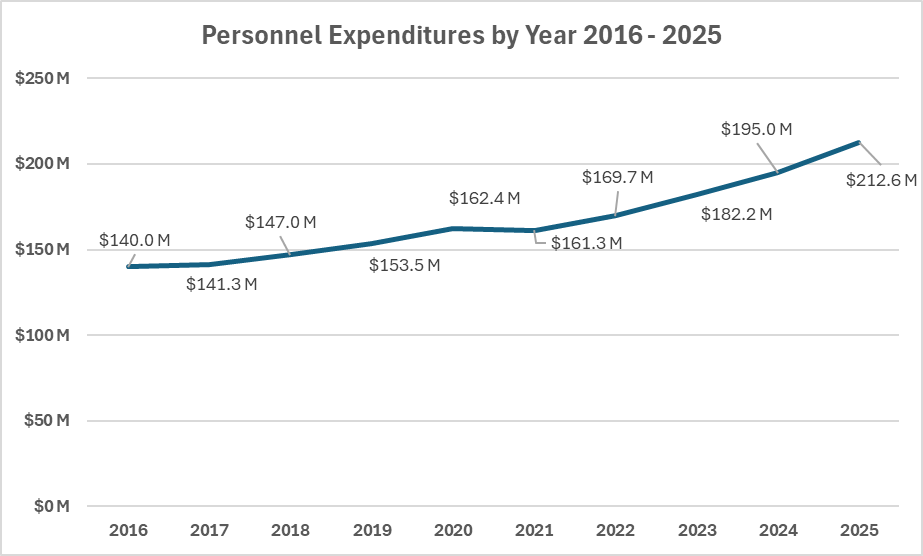 Personnel Expenditures by Year 2016 - 2025
$250 M
$200 M
$150 M
$100 M
$50 M
$0 M
$140.0 M
$141.3 M
$147.0 M
$153.5 M
$162.4 M
$161.3 M
$169.7 M
$182.2 M
$195.0 M
$212.6 M
2016 2017 2018 2019 2020 2021 2022 2023 2024 2025